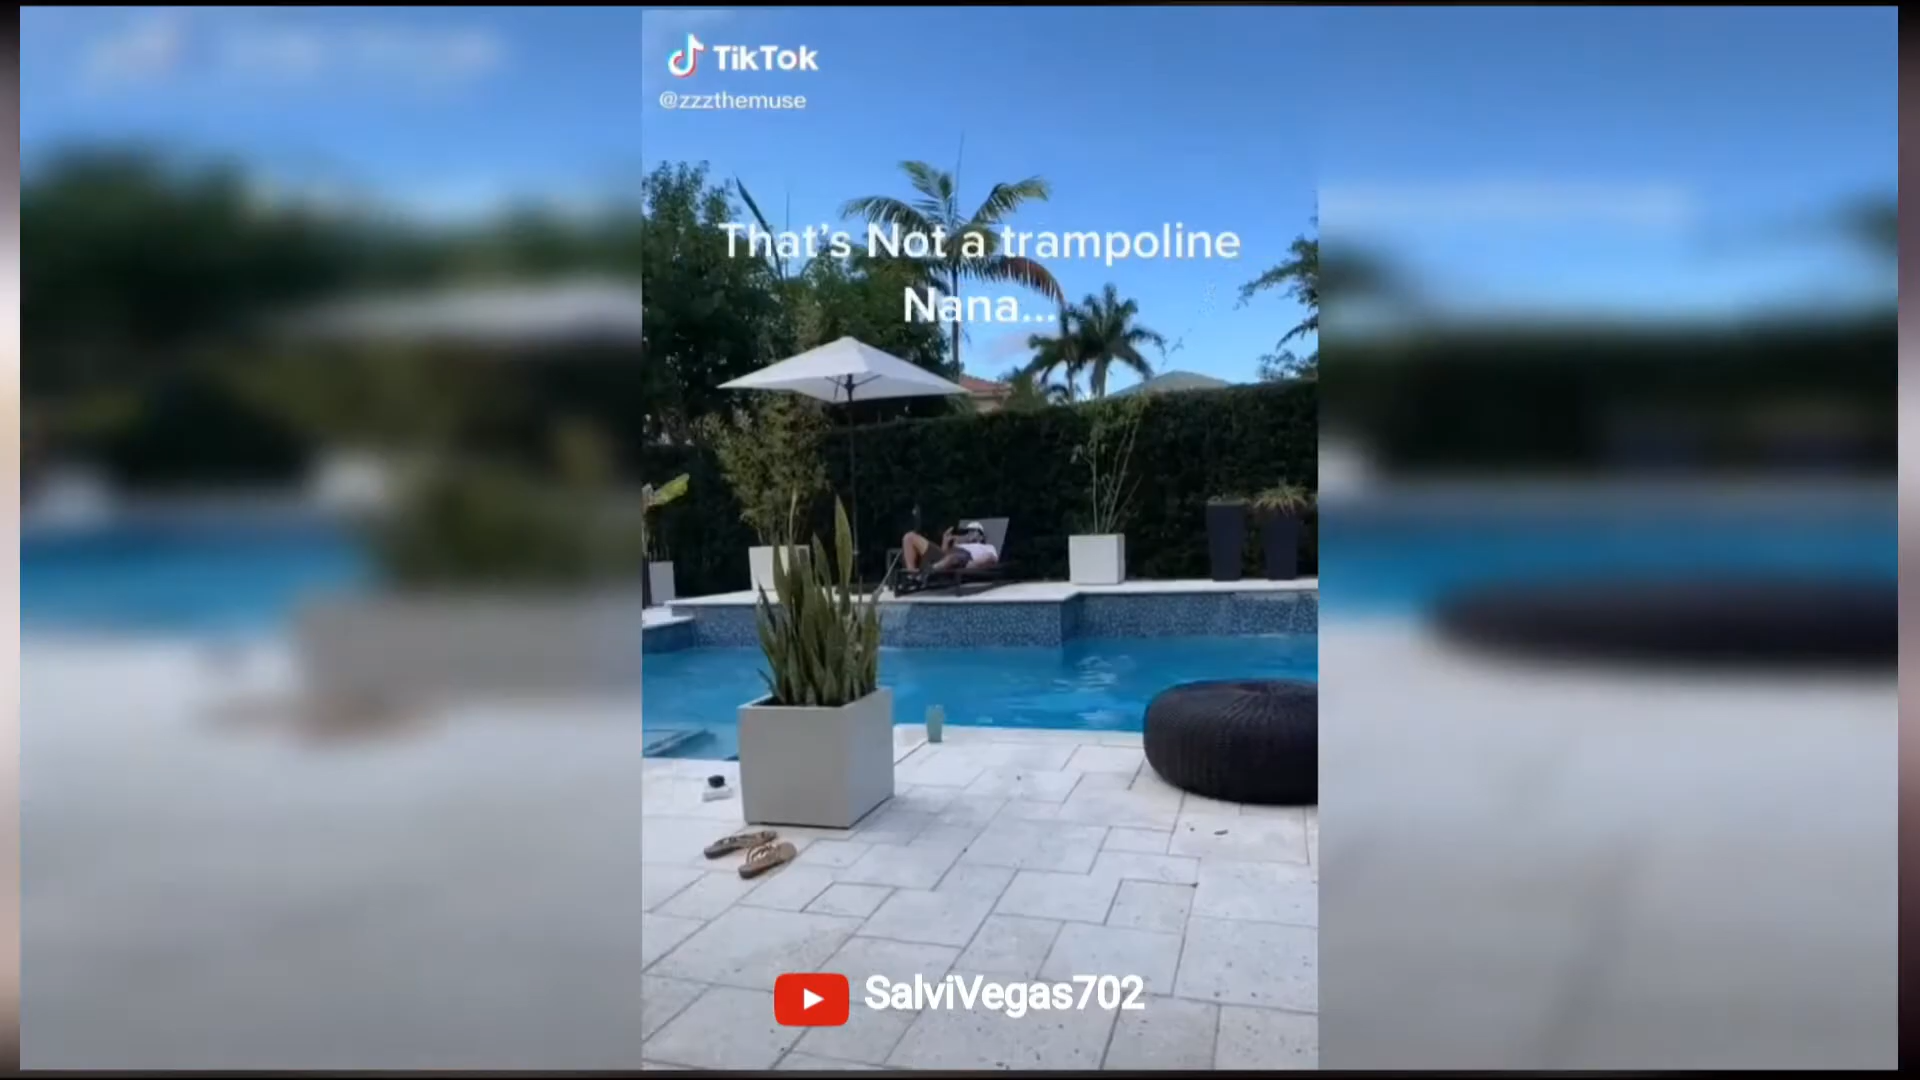 TikTok
@zzzthemuse
That's Not a trampoline
Nana...
SalviVegas702